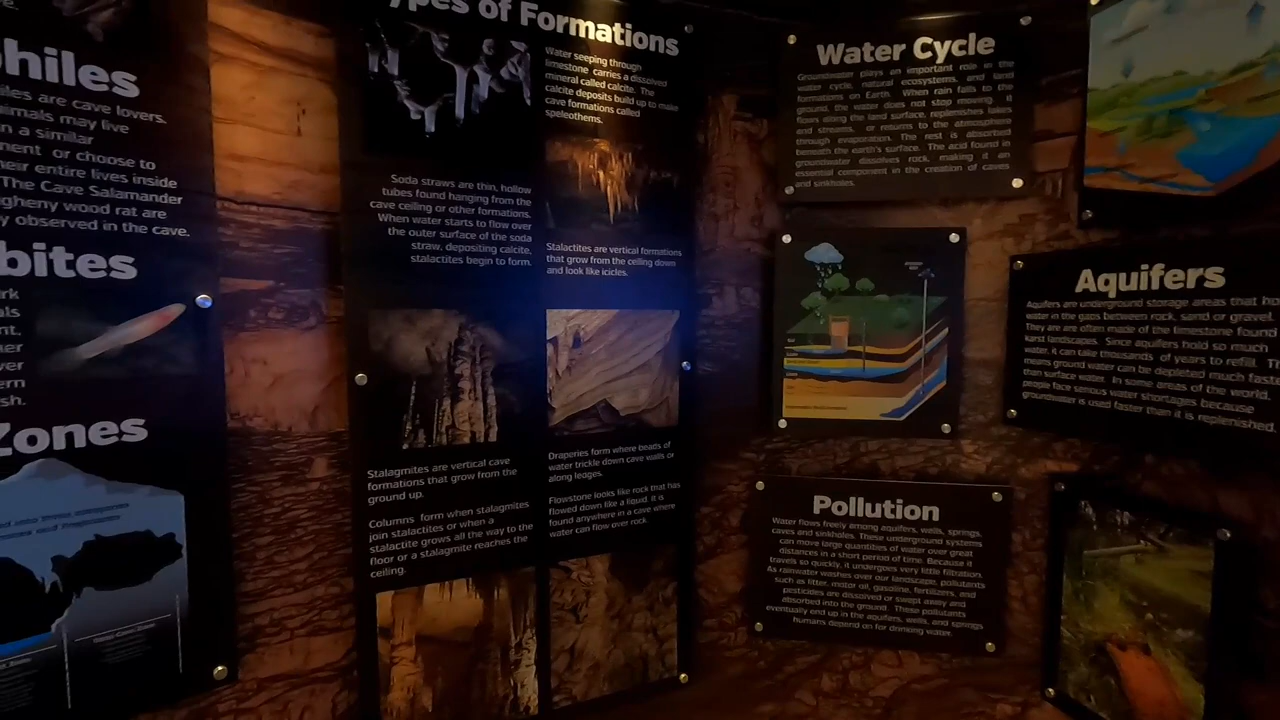 philes
iles are cave lovers.
nimals may live
n a similar
nent or choose to
heir entire lives inside
The Cave Salamander
gheny wood rat are
y observed in the cave.
bites
rk
als
nt.
er
ver
ern
sh.
Zones
ypes of Formations
Water seeping through
limestone carries a dissolved
mineral called calcite. The
calcite deposits build up to make
cave formations called
speleothems.
Soda straws are thin, hollow
tubes found hanging from the
cave ceiling or other formations.
When water starts to flow over
the outer surface of the soda
straw, depositing calcite,
stalactites begin to form.
Stalactites are vertical formations
that grow from the ceiling down
and look like icicles.
Stalagmites are vertical cave
formations that grow from the
ground up.
Columns form when stalagmites
join stalactites or when a
stalactite grows all the way to the
floor or a stalagmite reaches the
ceiling.
Draperies form where beads of
water trickle down cave walls or
along ledges.
Flowstone looks like rock that has
flowed down like a liquid. It is
found anywhere in a cave where
water can flow over rock
Water Cycle
Groundwater plays an important role in the
water cycle, natural ecosystems, and land
formations on Earth. When rain falls to the
ground, the water does not stop moving. It
flows along the land surface, replenishes lakes
and streams, or returns to the atmosphere
through evaporation. The rest is absorbed
beneath the earth's surface. The acid found in
groundwater dissolves rock, making it an
essential component in the creation of caves
and sinkholes.
Aquifers
Aquifers are underground storage areas that ho
water in the gaps between rock, sand or gravel.
They are often made of the limestone found
karst landscapes. Since aquifers hold so much
water, it can take thousands of years to refill. T
means ground water can be depleted much faste
than surface water. In some areas of the world,
people face serious water shortages because
groundwater is used faster than it is replenished.
Pollution
Water flows freely among aquifers, wells, springs,
caves and sinkholes. These underground systems
can move large quantities of water over great
distances in a short period of time. Because it
travels so quickly, it undergoes very little filtration.
As rainwater washes over our landscape, pollutants
such as litter, motor oil, gasoline, fertilizers, and
pesticides are dissolved or swept away and
absorbed into the ground. These pollutants
eventually end up in the aquifers, wells, and springs
humans depend on for drinking water.